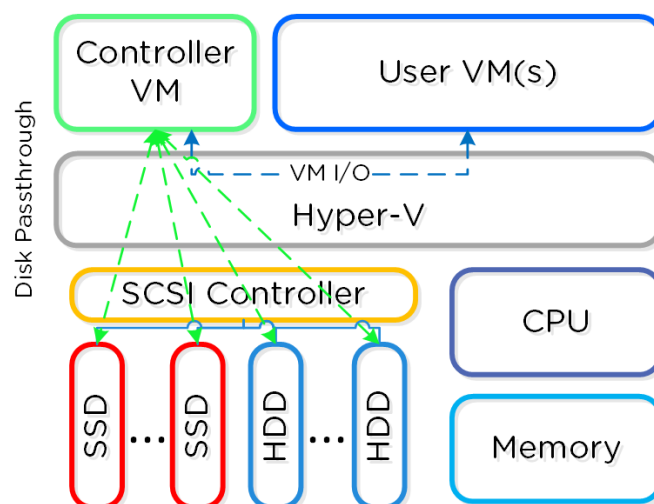 Controller
VM
User VM(s)
Disk Passthrough
VM I/O
Hyper-V
SCSI Controller
CPU
SSD
...
SSD
HDD
...
HDD
Memory